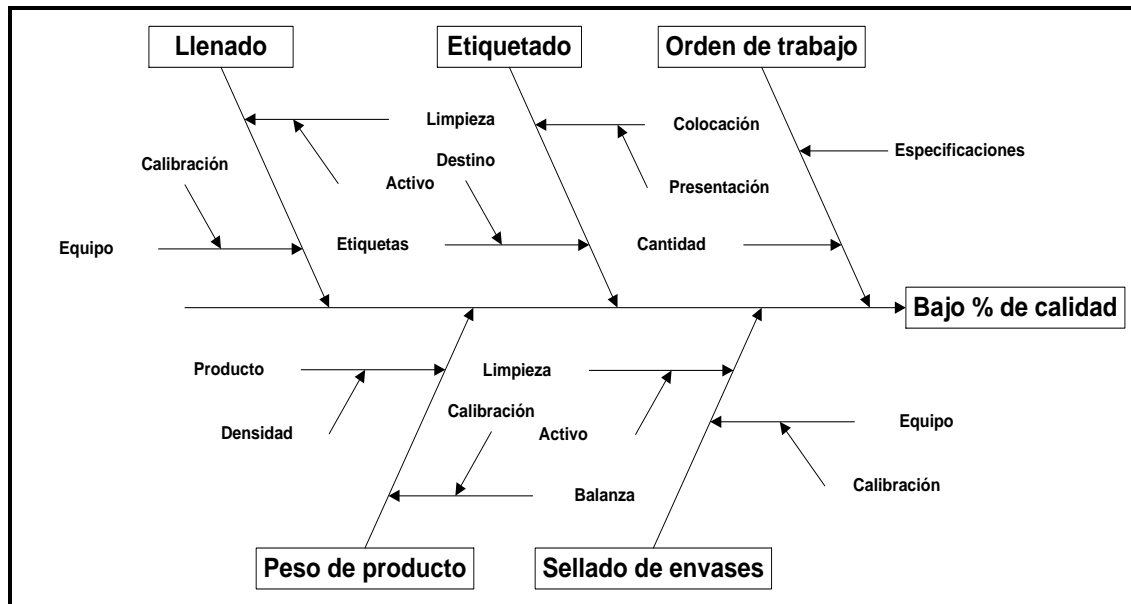 Llenado
Etiquetado
Orden de trabajo
Limpieza
Colocación
Especificaciones
Calibración
Destino
Activo
Presentación
Equipo
Etiquetas
Cantidad
Bajo % de calidad
Producto
Limpieza
Calibración
Densidad
Activo
Equipo
Balanza
Calibración
Peso de producto
Sellado de envases